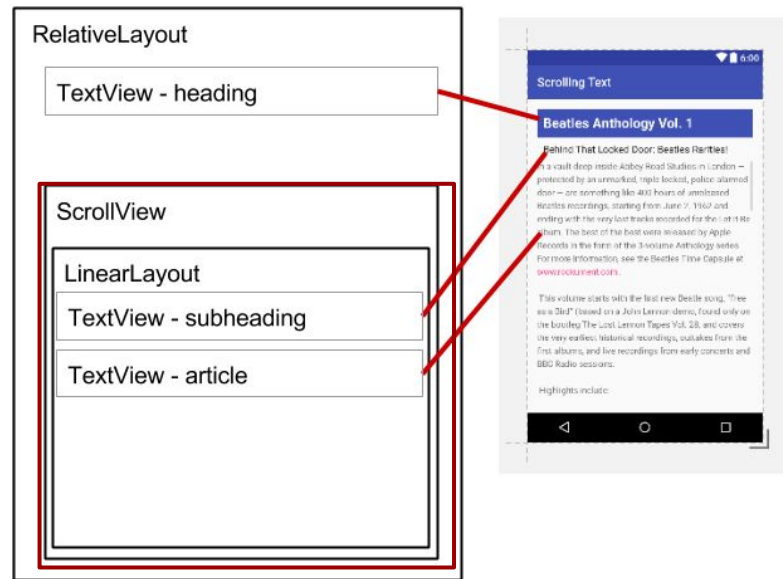 RelativeLayout
TextView - heading
ScrollView
LinearLayout
TextView - subheading
TextView - article
6:00
Scrolling Text
Beatles Anthology Vol. 1
Behind That Locked Door: Beatles Rarities!
In a vault deep inside Abbey Road Studios in London —
protected by an unmarked, triple-locked, police-alarmed
door — are something like 400 hours of unreleased
Beatles recordings, starting from June 2, 1962 and
ending with the very last tracks recorded for the Let It Be
album. The best of the best were released by Apple
Records in the form of the 3-volume Anthology series.
For more information, see the Beatles Time Capsule at
www.rockument.com.
This volume starts with the first new Beatle song, "Free
as a Bird" (based on a John Lennon demo, found only on
the bootleg The Lost Lennon Tapes Vol. 28, and covers
the very earliest historical recordings, outtakes from the
first albums, and live recordings from early concerts and
BBC Radio sessions.
Highlights include: